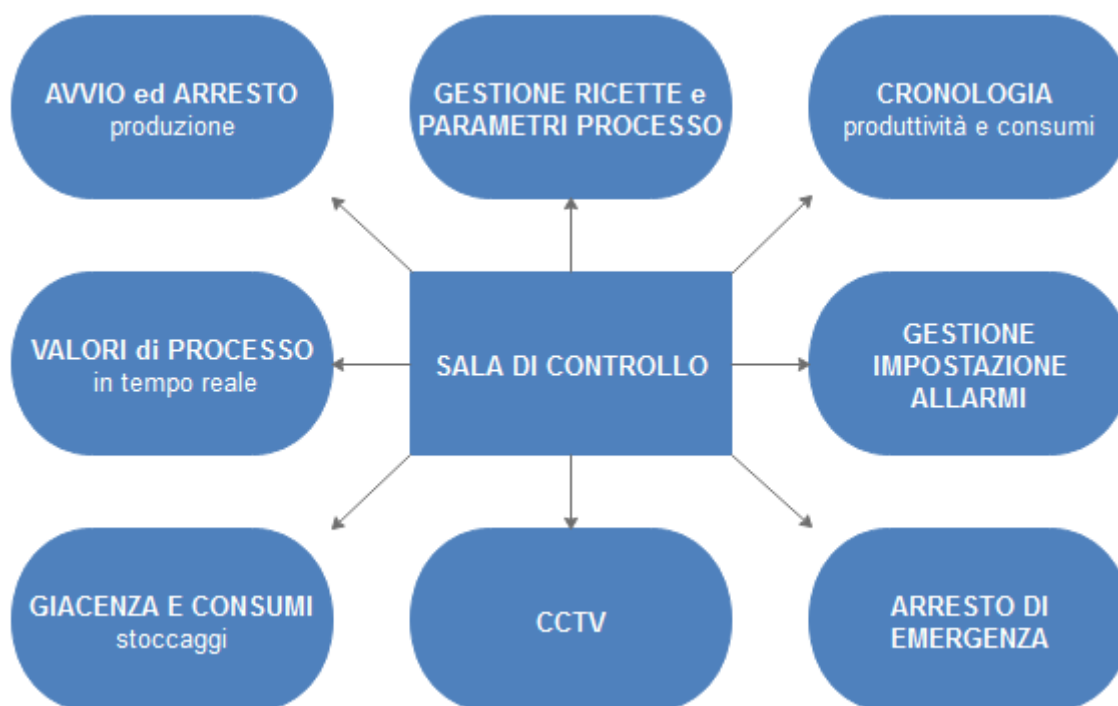 AVVIO ed ARRESTO
produzione
GESTIONE RICETTE e
PARAMETRI PROCESSO
CRONOLOGIA
produttività e consumi
VALORI di PROCESSO
in tempo reale
SALA DI CONTROLLO
GESTIONE
IMPOSTAZIONE
ALLARMI
GIACENZA E CONSUMI
stoccaggi
CCTV
ARRESTO DI
EMERGENZA